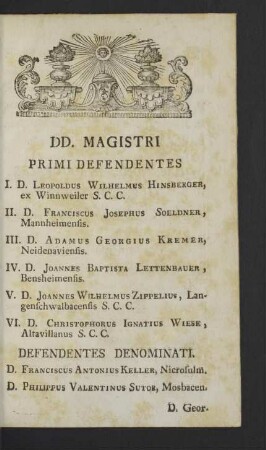 DD. MAGISTRI
PRIMI DEFENDENTES
I. D. LEOPOLDUS WILHELMUS HINSBERGER,
ex Winnweiler S. C. C.
II. D. FRANCISCUS JOSEPHUS SOELDNER,
Mannheimensis.
III. D. ADAMUS GEORGIUS KREMER,
Neidenaviensis.
IV. D. JOANNES BAPTISTA LETTENBAUER,
Bensheimensis.
V. D. JOANNES WILHELMUS ZIPPELIUS, Lan-
genschwalbacensis S. C. C.
VI. D. CHRISTOPHORUS IGNATIUS WIESE,
Altavillanus S. C. C.
DEFENDENTES DENOMINATI.
D. FRANCISCUS ANTONIUS KELLER, Nicrosulm.
D. PHILIPPUS VALENTINUS SUTOR, Mosbacen.
D. Geor-